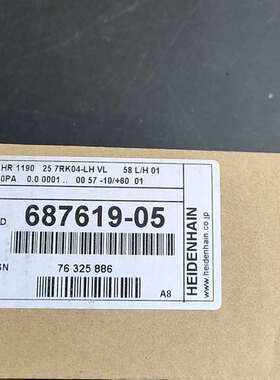 HR 1190 25 7RK04-LH VL 58 L/H 01
0PA 0.0 0001 .. 00 57 -10/+60 01
D 687619-05
SN 76 325 886
A8
HEIDENHAIN
www.heidenhain.co.jp